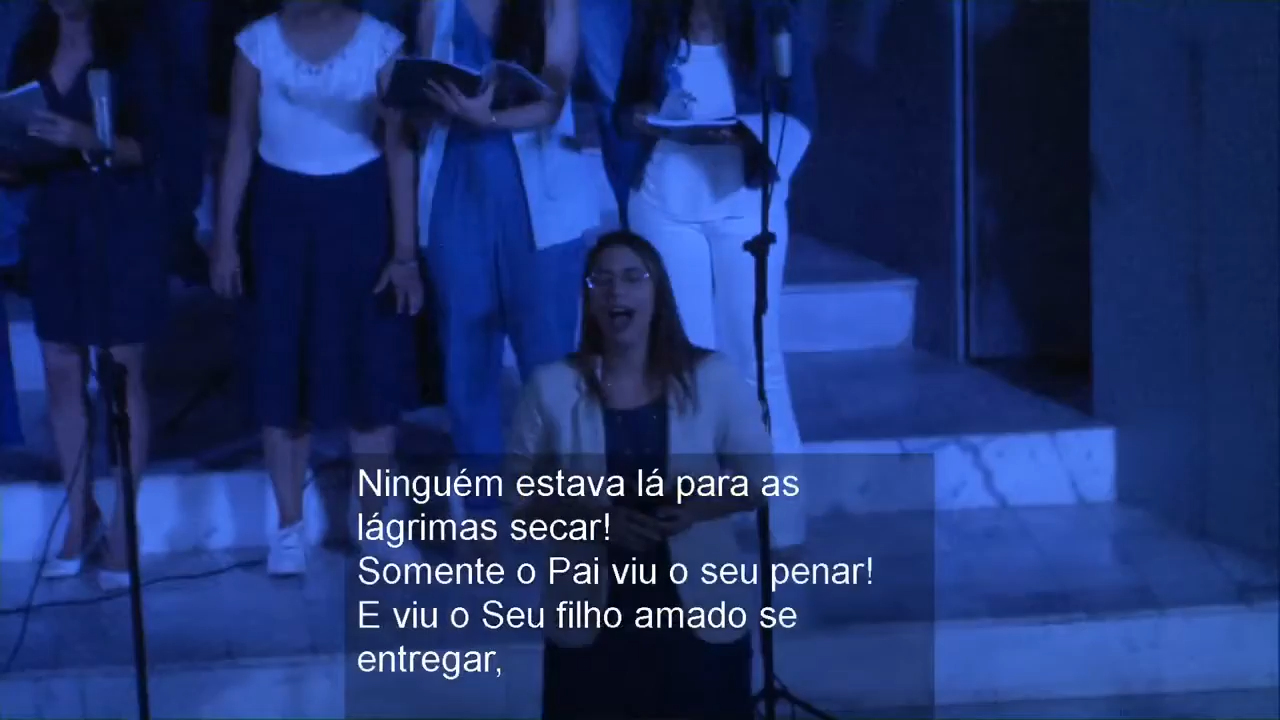 Ninguém estava lá para as
lágrimas secar!
Somente o Pai viu o seu penar!
E viu o Seu filho amado se
entregar,